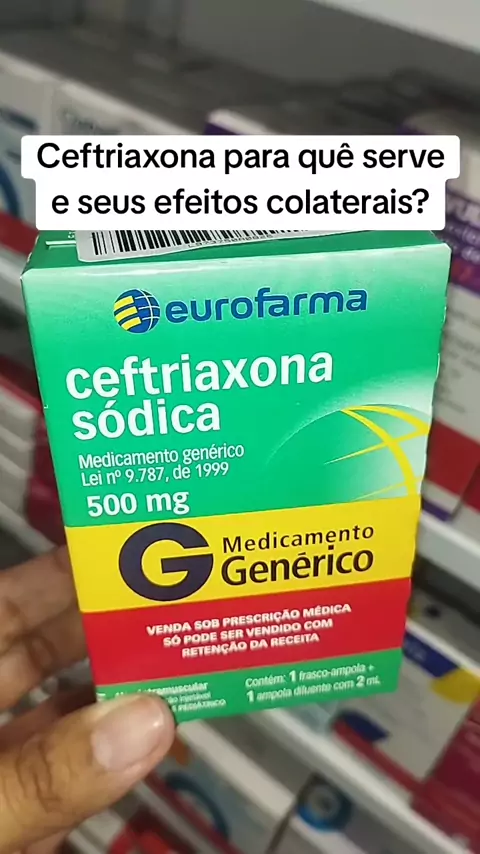 Ceftriaxona para quê serve
e seus efeitos colaterais?
eurofarma
ceftriaxona
sódica
Medicamento genérico
Lei nº 9.787, de 1999
500 mg
G Medicamento
Genérico
VENDA SOB PRESCRIÇÃO MÉDICA
SÓ PODE SER VENDIDO COM
RETENÇÃO DA RECEITA
Contém: 1 frasco-ampola +
1 ampola diluente com 2 mL
PEDIÁTRICO